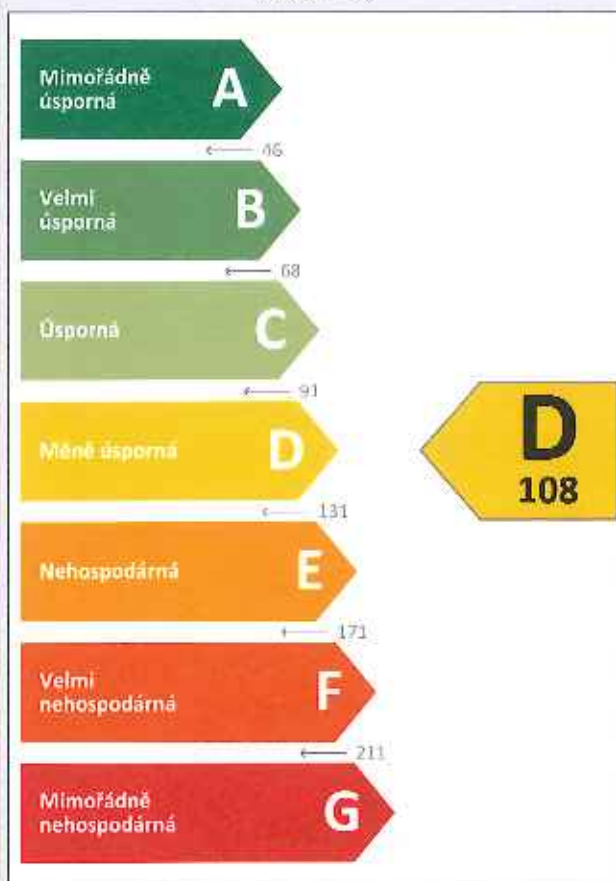 Mimořádně
úsporná
A
46
Velmi
úsporná
B
68
Úsporná
C
91
Méně úsporná
D
131
D
108
Nehospodárná
E
171
Velmi
nehospodárná
F
211
Mimořádně
nehospodárná
G